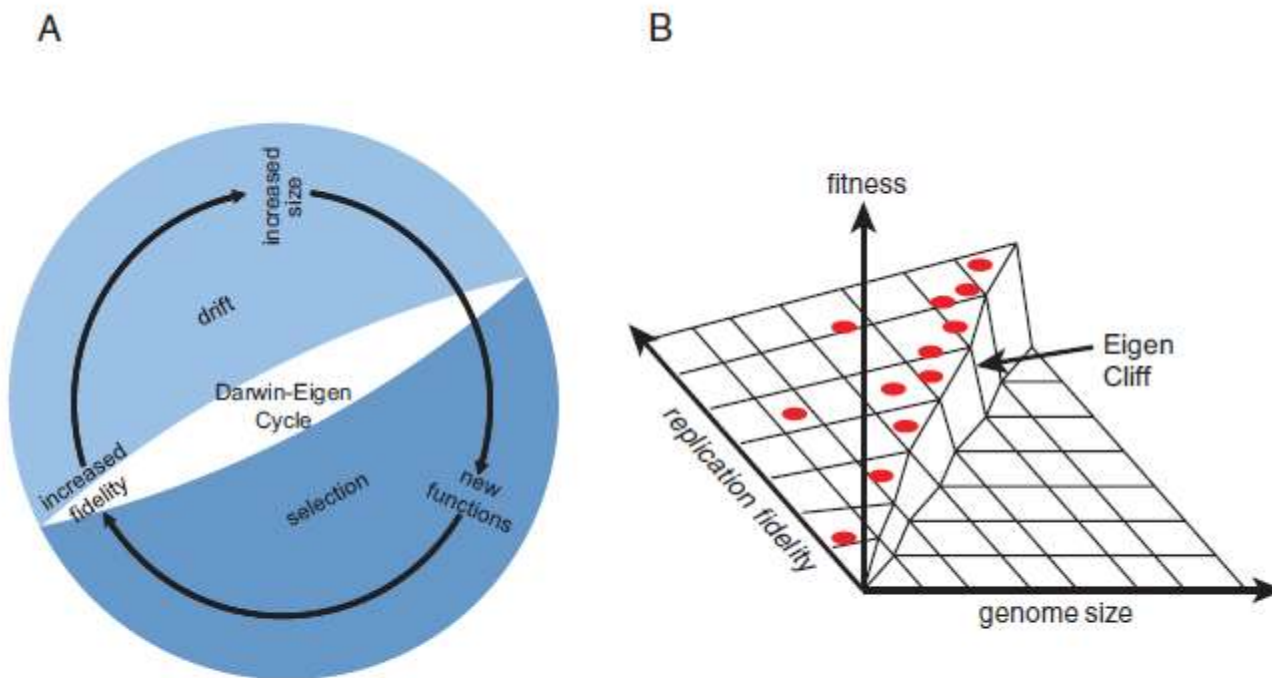 A
increased
size
drift
Darwin-Eigen
Cycle
increased
fidelity
selection
new
functions
B
fitness
Eigen
Cliff
replication fidelity
genome size